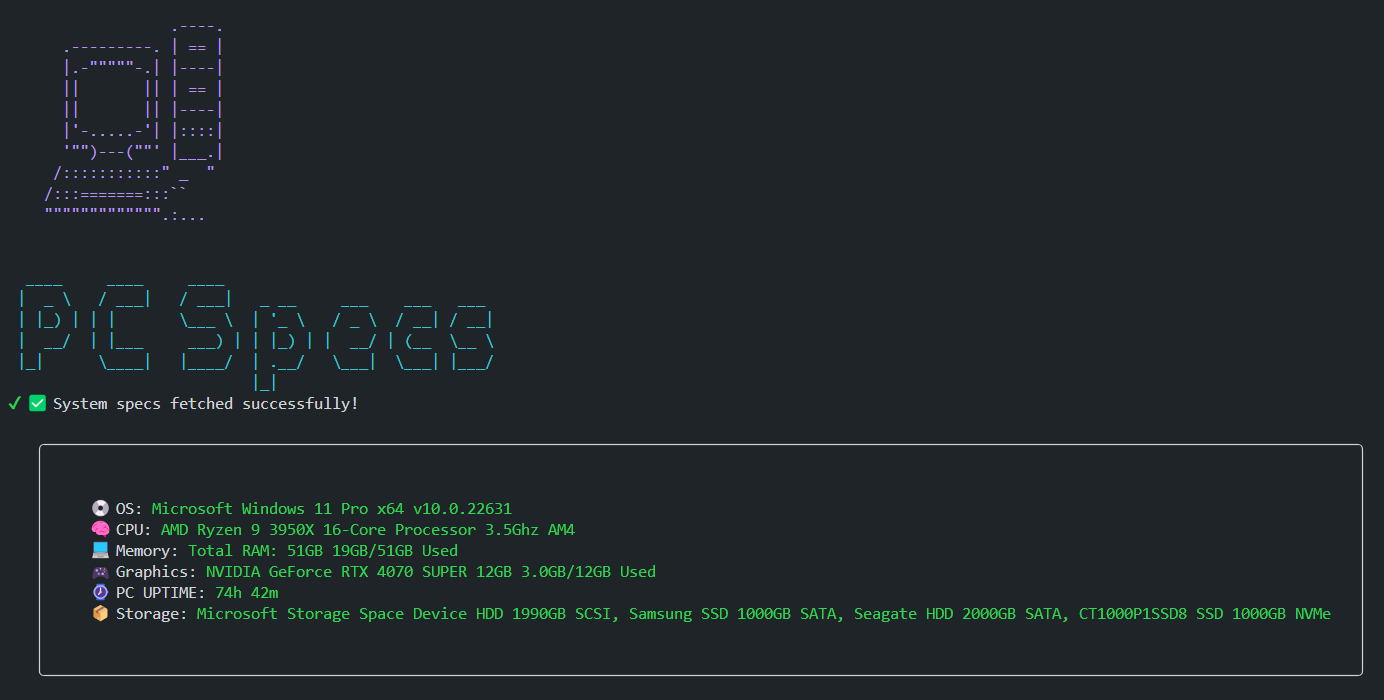 PC Specs
✔ ✅ System specs fetched successfully!
💿 OS: Microsoft Windows 11 Pro x64 v10.0.22631
🧠 CPU: AMD Ryzen 9 3950X 16-Core Processor 3.5Ghz AM4
💻 Memory: Total RAM: 51GB 19GB/51GB Used
🎮 Graphics: NVIDIA GeForce RTX 4070 SUPER 12GB 3.0GB/12GB Used
⌚ PC UPTIME: 74h 42m
📦 Storage: Microsoft Storage Space Device HDD 1990GB SCSI, Samsung SSD 1000GB SATA, Seagate HDD 2000GB SATA, CT1000P1SSD8 SSD 1000GB NVMe